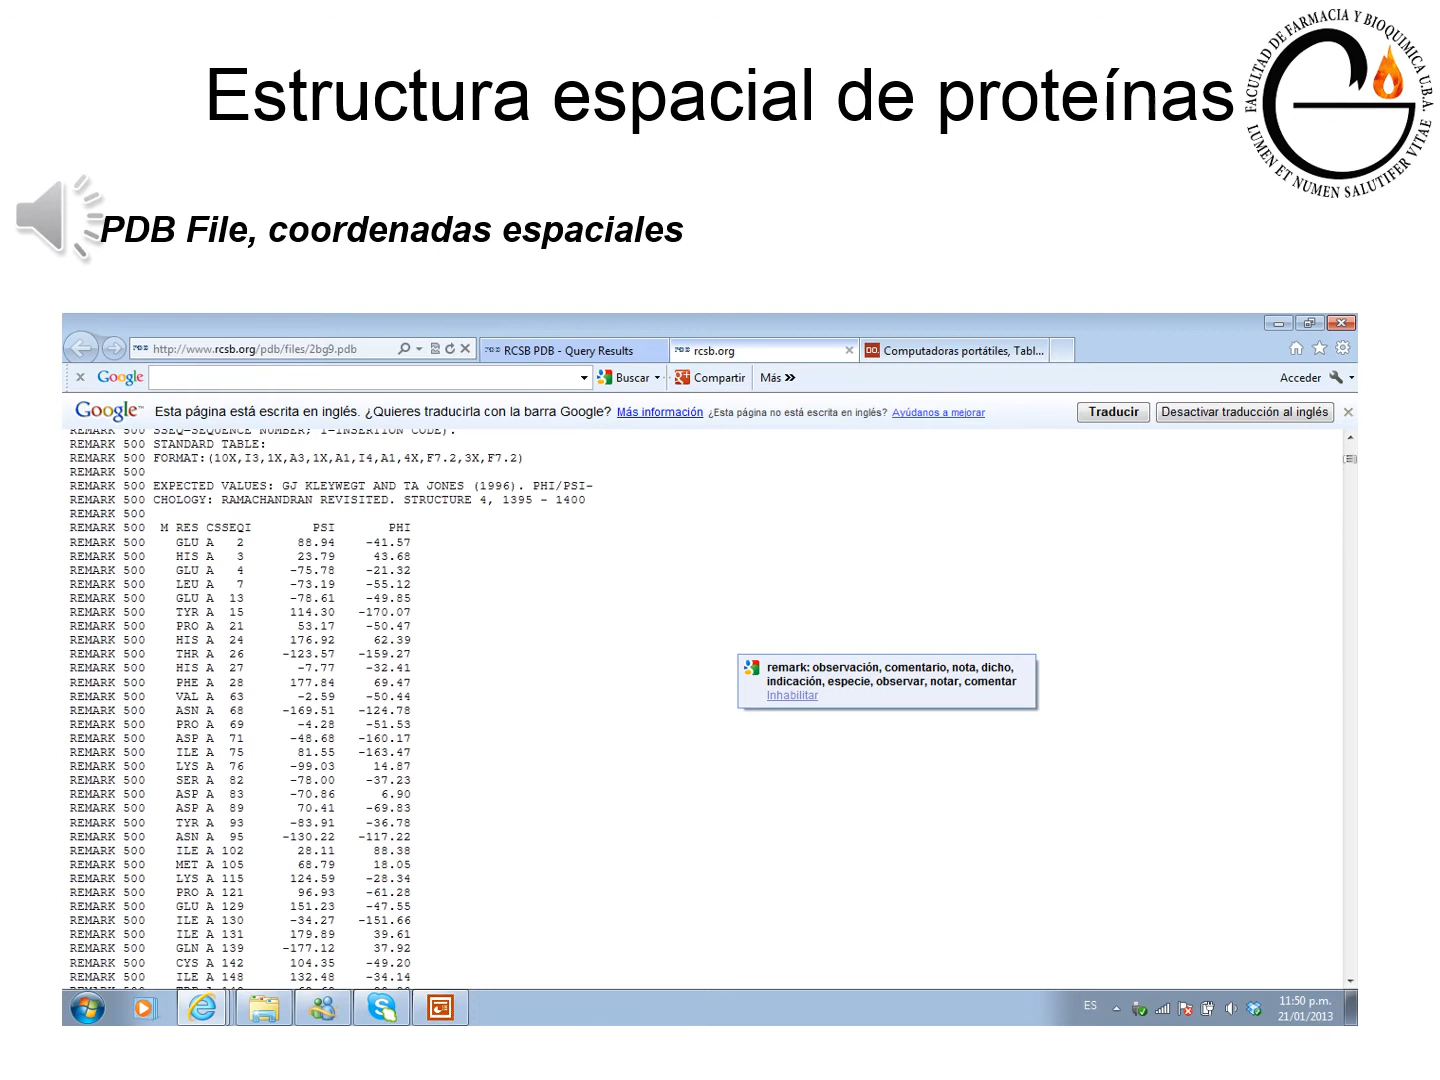 Estructura espacial de proteínas
FACULTAD DE FARMACIA Y BIOQUIMICA U.B.A.
LUMEN ET NUMEN SALUTIFER VITAE
PDB File, coordenadas espaciales
http://www.rcsb.org/pdb/files/2bg9.pdb
RCSB PDB - Query Results
rcsb.org
Computadoras portátiles, Tabl...
Google
Buscar
Compartir
Más
Acceder
Google Esta página está escrita en inglés. ¿Quieres traducirla con la barra Google? Más información ¿Esta página no está escrita en inglés? Ayúdanos a mejorar
Traducir
Desactivar traducción al inglés
REMARK 500 SSEQ=SEQUENCE NUMBER; I=INSERTION CODE).
REMARK 500 STANDARD TABLE:
REMARK 500 FORMAT:(10X,I3,1X,A3,1X,A1,I4,A1,4X,F7.2,3X,F7.2)
REMARK 500
REMARK 500 EXPECTED VALUES: GJ KLEYWEGT AND TA JONES (1996). PHI/PSI-
REMARK 500 CHOLOGY: RAMACHANDRAN REVISITED. STRUCTURE 4, 1395 - 1400
REMARK 500
REMARK 500 M RES CSSEQI PSI PHI
REMARK 500 GLU A 2 88.94 -41.57
REMARK 500 HIS A 3 23.79 43.68
REMARK 500 GLU A 4 -75.78 -21.32
REMARK 500 LEU A 7 -73.19 -55.12
REMARK 500 GLU A 13 -78.61 -49.85
REMARK 500 TYR A 15 114.30 -170.07
REMARK 500 PRO A 21 53.17 -50.47
REMARK 500 HIS A 24 176.92 62.39
REMARK 500 THR A 26 -123.57 -159.27
REMARK 500 HIS A 27 -7.77 -32.41
REMARK 500 PHE A 28 177.84 69.47
REMARK 500 VAL A 63 -2.59 -50.44
REMARK 500 ASN A 68 -169.51 -124.78
REMARK 500 PRO A 69 -4.28 -51.53
REMARK 500 ASP A 71 -48.68 -160.17
REMARK 500 ILE A 75 81.55 -163.47
REMARK 500 LYS A 76 -99.03 14.87
REMARK 500 SER A 82 -78.00 -37.23
REMARK 500 ASP A 83 -70.86 6.90
REMARK 500 ASP A 89 70.41 -69.83
REMARK 500 TYR A 93 -83.91 -36.78
REMARK 500 ASN A 95 -130.22 -117.22
REMARK 500 ILE A 102 28.11 88.38
REMARK 500 MET A 105 68.79 18.05
REMARK 500 LYS A 115 124.59 -28.34
REMARK 500 PRO A 121 96.93 -61.28
REMARK 500 GLU A 129 151.23 -47.55
REMARK 500 ILE A 130 -34.27 -151.66
REMARK 500 ILE A 131 179.89 39.61
REMARK 500 GLN A 139 -177.12 37.92
REMARK 500 CYS A 142 104.35 -49.20
REMARK 500 ILE A 148 132.48 -34.14
remark: observación, comentario, nota, dicho,
indicación, especie, observar, notar, comentar
Inhabilitar
ES
11:50 p.m.
21/01/2013